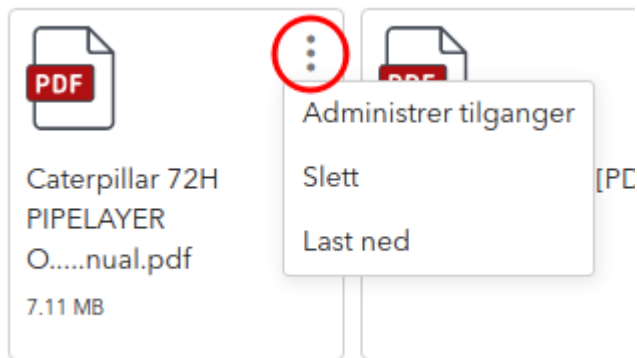 PDF
PDF
Administrer tilganger
Caterpillar 72H
PIPELAYER
O.....nual.pdf
7.11 MB
Slett
[PD
Last ned